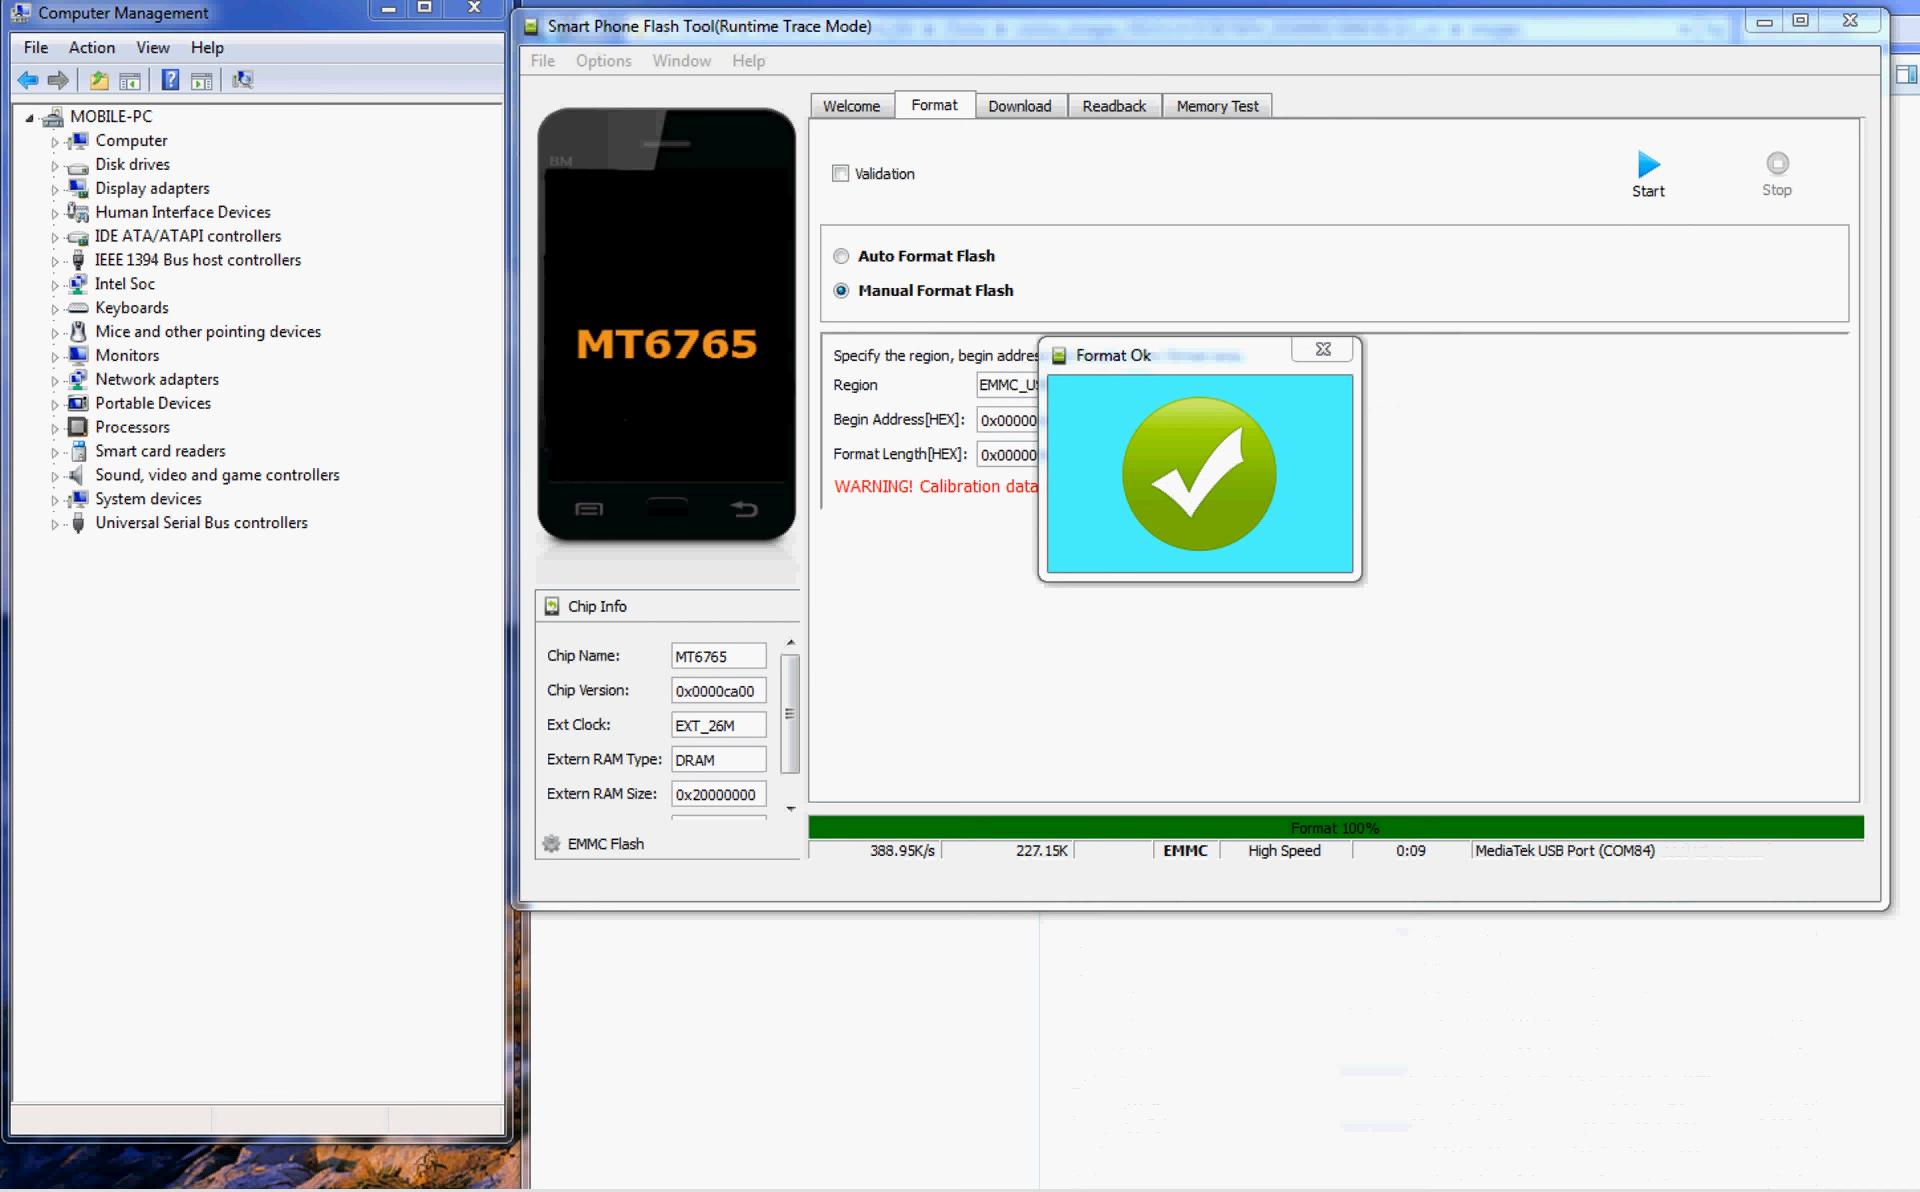 Computer Management
File Action View Help
MOBILE-PC
Computer
Disk drives
Display adapters
Human Interface Devices
IDE ATA/ATAPI controllers
IEEE 1394 Bus host controllers
Intel Soc
Keyboards
Mice and other pointing devices
Monitors
Network adapters
Portable Devices
Processors
Smart card readers
Sound, video and game controllers
System devices
Universal Serial Bus controllers
Smart Phone Flash Tool(Runtime Trace Mode)
File Options Window Help
BM
MT6765
Chip Info
Chip Name: MT6765
Chip Version: 0x0000ca00
Ext Clock: EXT_26M
Extern RAM Type: DRAM
Extern RAM Size: 0x20000000
EMMC Flash
Welcome Format Download Readback Memory Test
Validation
Start
Stop
Auto Format Flash
Manual Format Flash
Specify the region, begin addres
Region EMMC_U
Begin Address[HEX]: 0x00000
Format Length[HEX]: 0x00000
WARNING! Calibration data
Format Ok
Format 100%
388.95K/s 227.15K EMMC High Speed 0:09 MediaTek USB Port (COM84)